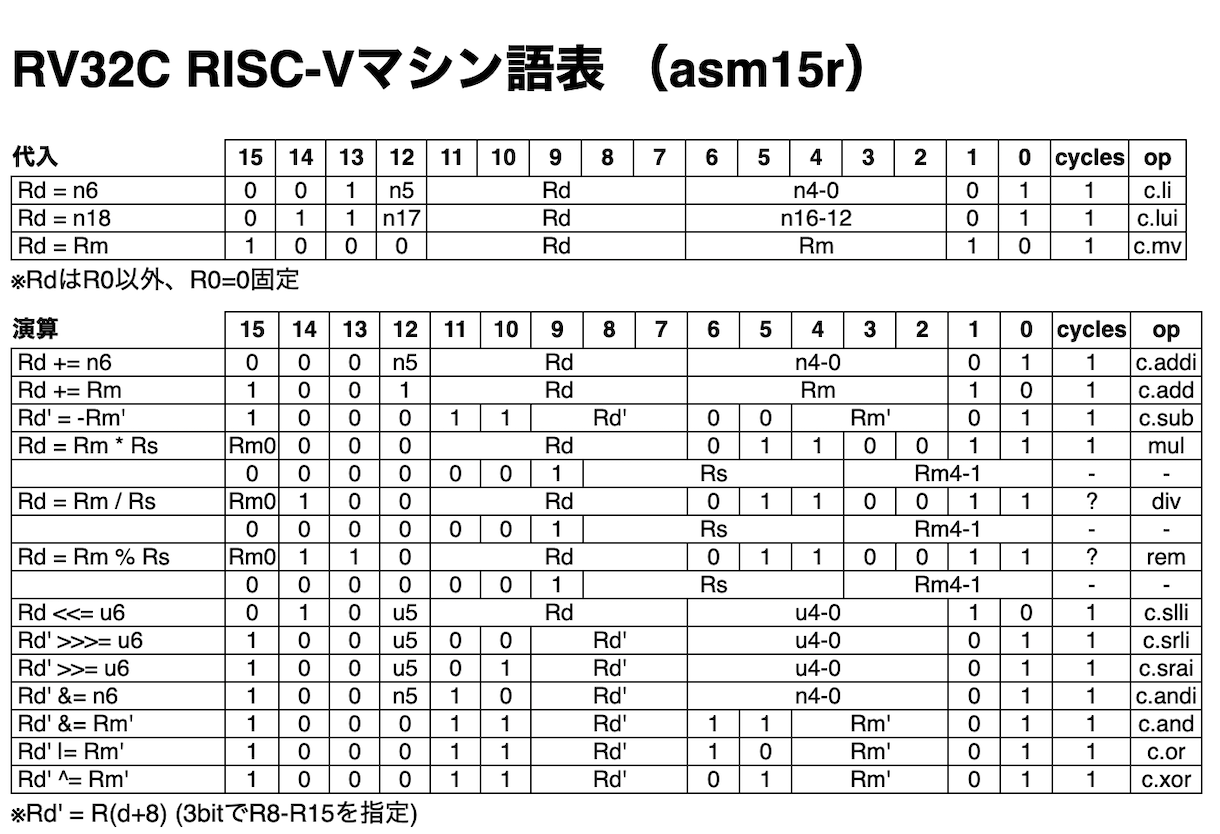 RV32C RISC-Vマシン語表 （asm15r）
代入 15 14 13 12 11 10 9 8 7 6 5 4 3 2 1 0 cycles op
Rd = n6 0 0 1 n5 Rd n4-0 0 1 1 c.li
Rd = n18 0 1 1 n17 Rd n16-12 0 1 1 c.lui
Rd = Rm 1 0 0 0 Rd Rm 1 0 1 c.mv
※RdはR0以外、R0=0固定
演算 15 14 13 12 11 10 9 8 7 6 5 4 3 2 1 0 cycles op
Rd += n6 0 0 0 n5 Rd n4-0 0 1 1 c.addi
Rd += Rm 1 0 0 1 Rd Rm 1 0 1 c.add
Rd' = -Rm' 1 0 0 0 1 1 Rd' 0 0 Rm' 0 1 1 c.sub
Rd = Rm * Rs Rm0 0 0 0 Rd 0 1 1 0 0 1 1 1 mul
0 0 0 0 0 0 1 Rs Rm4-1 - -
Rd = Rm / Rs Rm0 1 0 0 Rd 0 1 1 0 0 1 1 ? div
0 0 0 0 0 0 1 Rs Rm4-1 - -
Rd = Rm % Rs Rm0 1 1 0 Rd 0 1 1 0 0 1 1 ? rem
0 0 0 0 0 0 1 Rs Rm4-1 - -
Rd <<= u6 0 1 0 u5 Rd u4-0 1 0 1 c.slli
Rd' >>>= u6 1 0 0 u5 0 0 Rd' u4-0 0 1 1 c.srli
Rd' >>= u6 1 0 0 u5 0 1 Rd' u4-0 0 1 1 c.srai
Rd' &= n6 1 0 0 n5 1 0 Rd' n4-0 0 1 1 c.andi
Rd' &= Rm' 1 0 0 0 1 1 Rd' 1 1 Rm' 0 1 1 c.and
Rd' |= Rm' 1 0 0 0 1 1 Rd' 1 0 Rm' 0 1 1 c.or
Rd' ^= Rm' 1 0 0 0 1 1 Rd' 0 1 Rm' 0 1 1 c.xor
※Rd' = R(d+8) (3bitでR8-R15を指定)